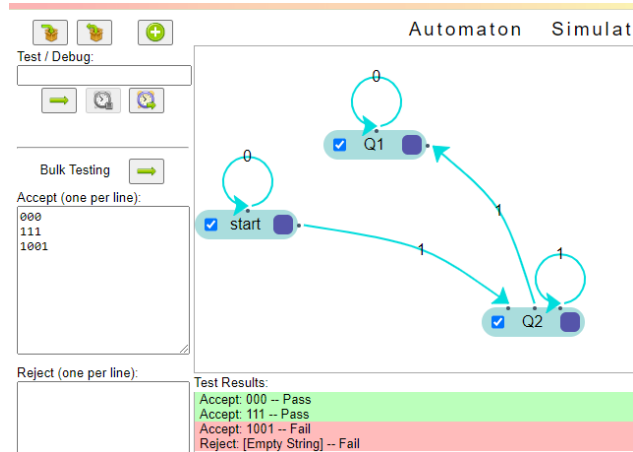 Automaton Simulat
Test / Debug:
Bulk Testing
Accept (one per line):
000
111
1001
Reject (one per line):
0
Q1
0
start
1
1
1
Q2
Test Results:
Accept: 000 -- Pass
Accept: 111 -- Pass
Accept: 1001 -- Fail
Reject: [Empty String] -- Fail